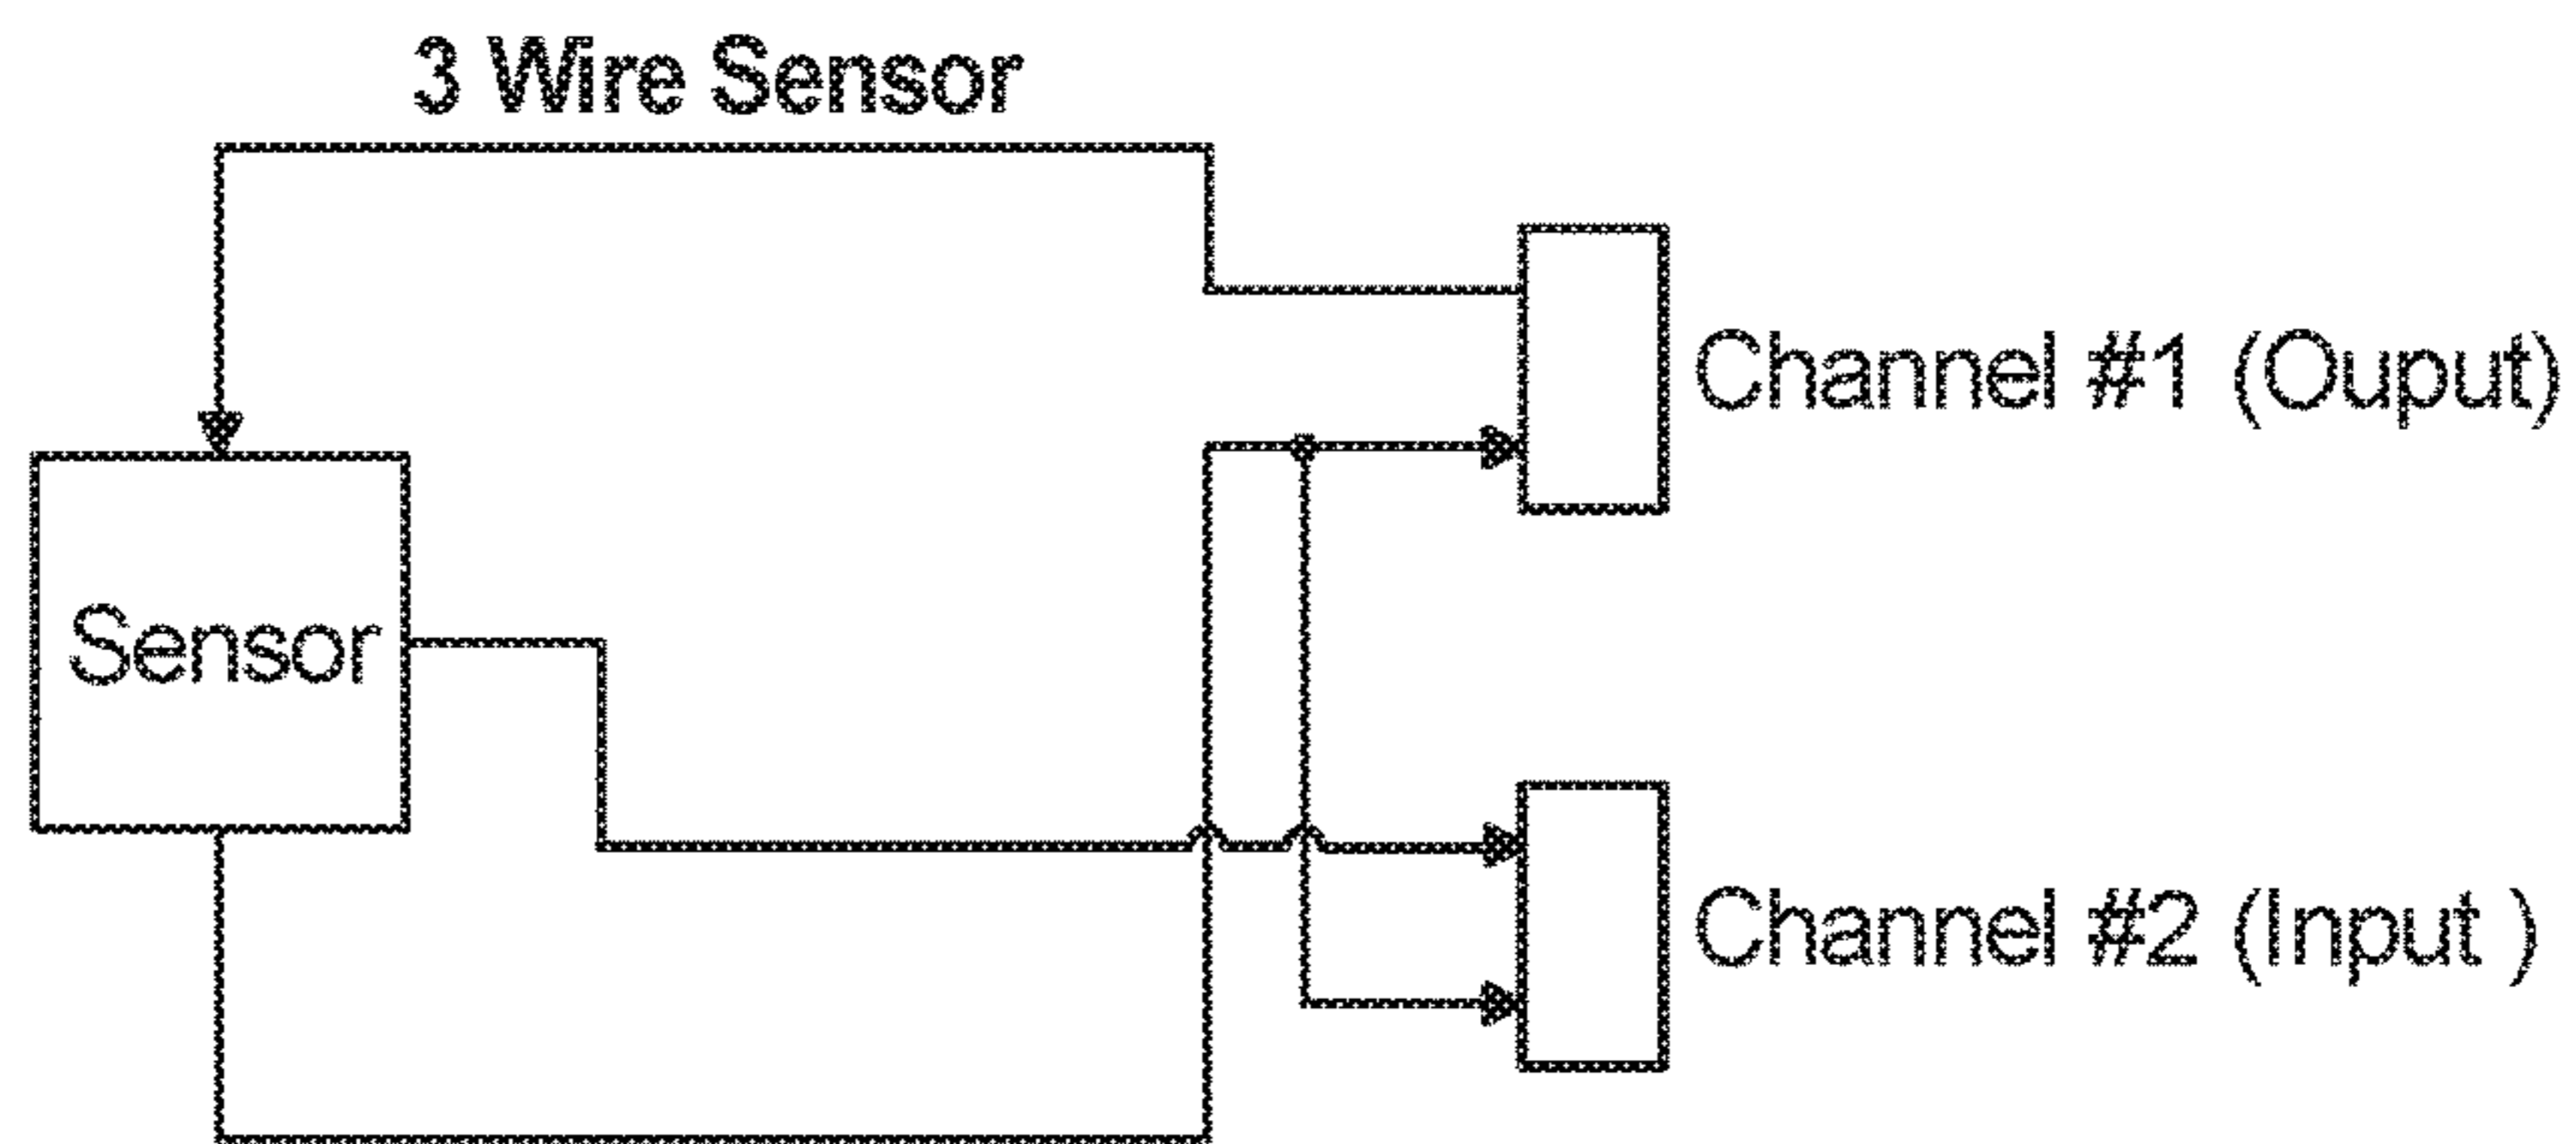 3 Wire Sensor
Channel #1 (Ouput)
Sensor
Channel #2 (Input )